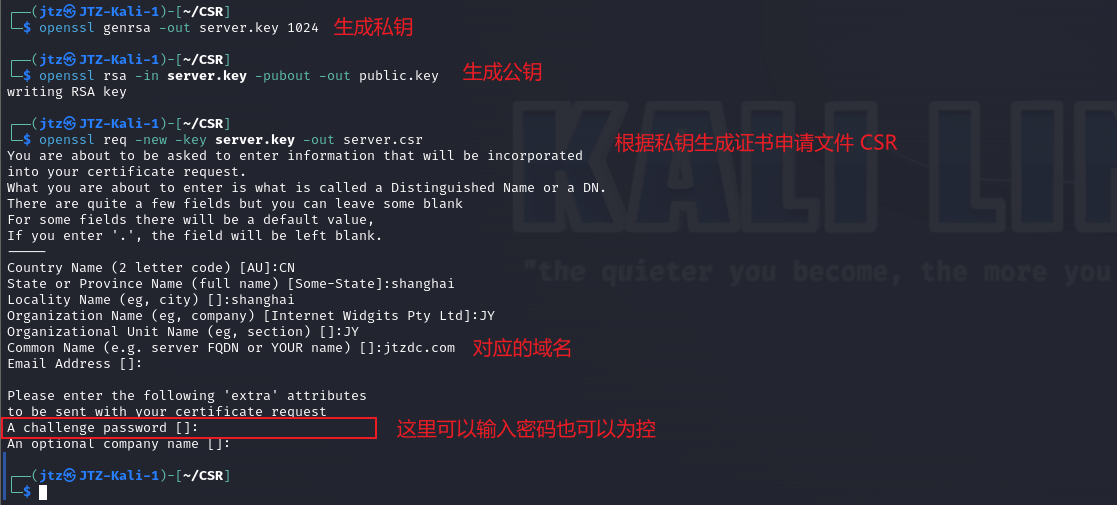 ┌──(jtz㉿JTZ-Kali-1)-[~/CSR]
└─$ openssl genrsa -out server.key 1024 生成私钥
┌──(jtz㉿JTZ-Kali-1)-[~/CSR]
└─$ openssl rsa -in server.key -pubout -out public.key 生成公钥
writing RSA key
┌──(jtz㉿JTZ-Kali-1)-[~/CSR]
└─$ openssl req -new -key server.key -out server.csr 根据私钥生成证书申请文件 CSR
You are about to be asked to enter information that will be incorporated
into your certificate request.
What you are about to enter is what is called a Distinguished Name or a DN.
There are quite a few fields but you can leave some blank
For some fields there will be a default value,
If you enter '.', the field will be left blank.
-----
Country Name (2 letter code) [AU]:CN
State or Province Name (full name) [Some-State]:shanghai
Locality Name (eg, city) []:shanghai
Organization Name (eg, company) [Internet Widgits Pty Ltd]:JY
Organizational Unit Name (eg, section) []:JY
Common Name (e.g. server FQDN or YOUR name) []:jtzdc.com 对应的域名
Email Address []:
Please enter the following 'extra' attributes
to be sent with your certificate request
A challenge password []: 这里可以输入密码也可以为控
An optional company name []:
┌──(jtz㉿JTZ-Kali-1)-[~/CSR]
└─$
KALI LI
"the quieter you become, the more you